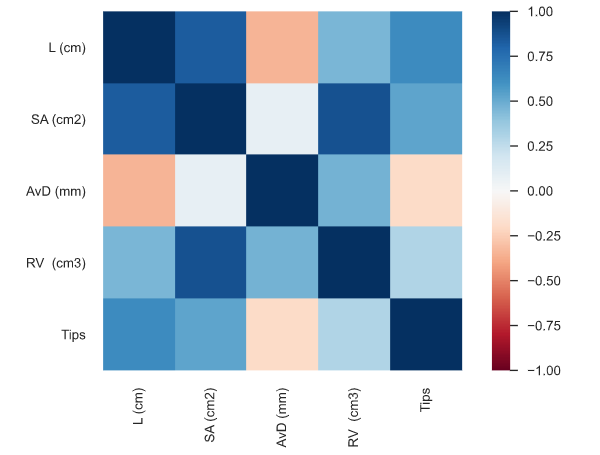 L (cm)
SA (cm2)
AvD (mm)
RV  (cm3)
Tips
L (cm)
SA (cm2)
AvD (mm)
RV  (cm3)
Tips
1.00
0.75
0.50
0.25
0.00
−0.25
−0.50
−0.75
−1.00